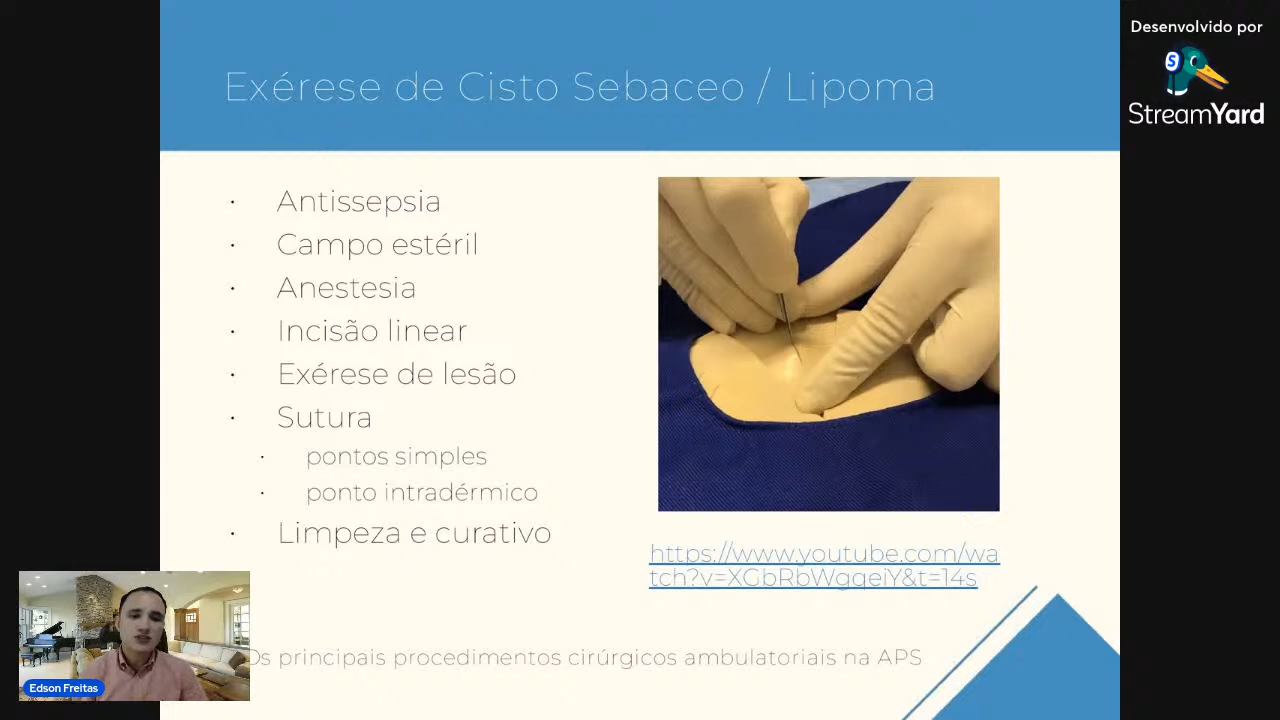 Desenvolvido por
StreamYard
Exérese de Cisto Sebaceo / Lipoma
· Antissepsia
· Campo estéril
· Anestesia
· Incisão linear
· Exérese de lesão
· Sutura
· pontos simples
· ponto intradérmico
· Limpeza e curativo
https://www.youtube.com/wa
tch?v=XGbRbWgqeiY&t=14s
Os principais procedimentos cirúrgicos ambulatoriais na APS
Edson Freitas